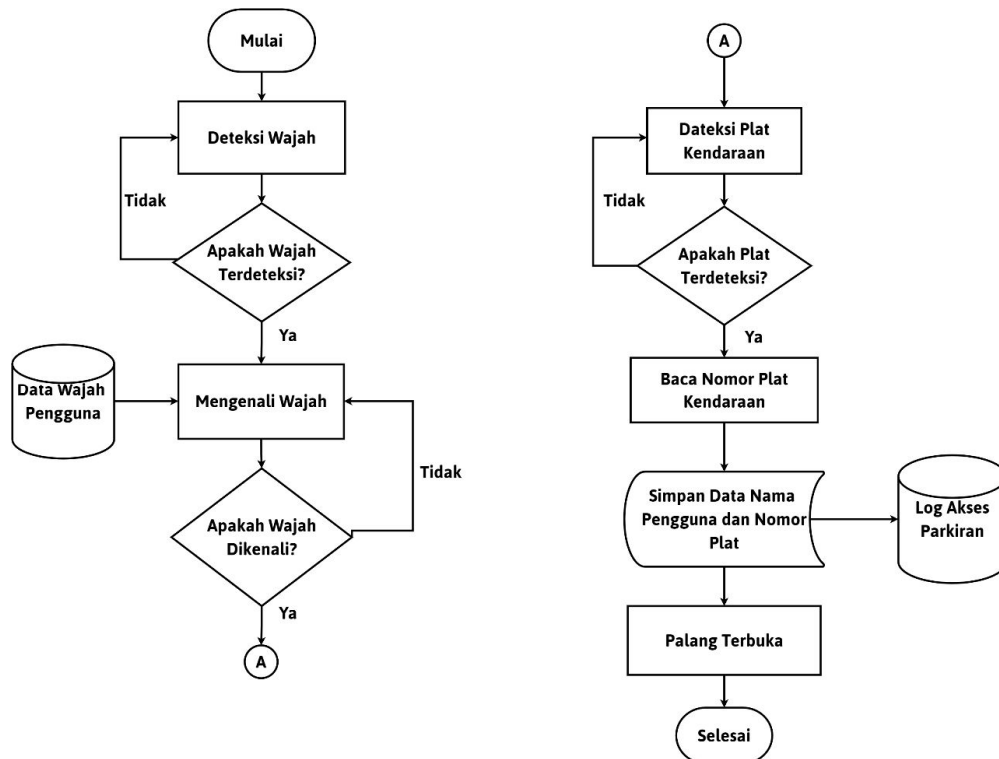 Mulai
Deteksi Wajah
Tidak
Apakah Wajah
Terdeteksi?
Ya
Data Wajah
Pengguna
Mengenali Wajah
Tidak
Apakah Wajah
Dikenali?
Ya
A
A
Dateksi Plat
Kendaraan
Tidak
Apakah Plat
Terdeteksi?
Ya
Baca Nomor Plat
Kendaraan
Simpan Data Nama
Pengguna dan Nomor
Plat
Log Akses
Parkiran
Palang Terbuka
Selesai